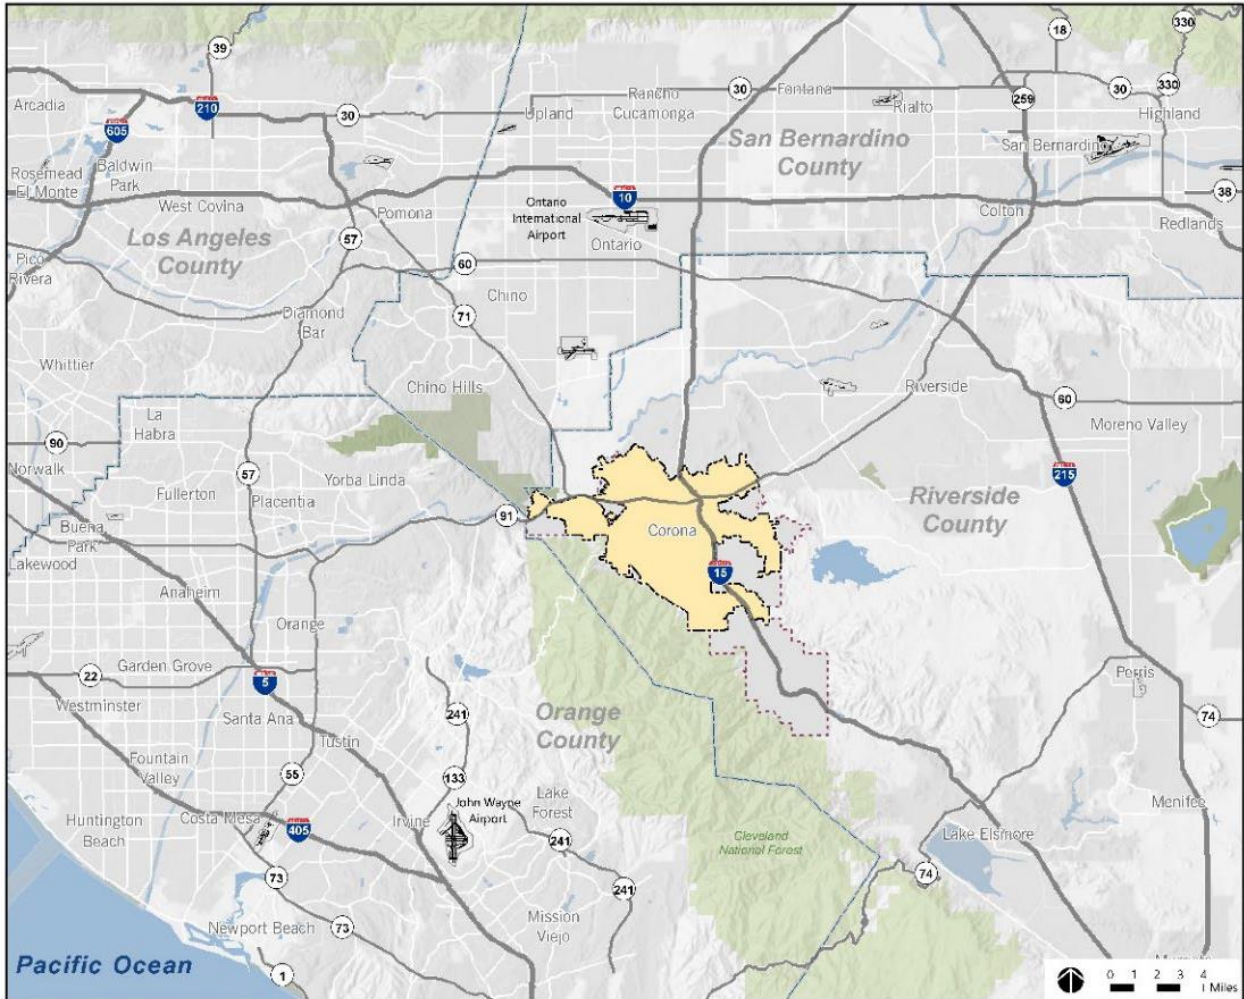 39
18
330
Arcadia
210
605
30
Upland
Rancho
Cucamonga
30
Fontana
Rialto
259
30
330
Highland
San Bernardino
County
San Bernardino
Rosemead
El Monte
Baldwin
Park
West Covina
Pomona
Ontario
International
Airport
10
Ontario
Colton
38
Redlands
Los Angeles
County
57
Pico
Rivera
60
Chino
71
Diamond
Bar
Whittier
Chino Hills
Riverside
60
Moreno Valley
La
Habra
90
Norwalk
57
Fullerton
Placentia
Yorba Linda
91
Corona
15
Riverside
County
215
Buena
Park
Lakewood
Anaheim
Orange
Garden Grove
22
Westminster
5
Santa Ana
Tustin
241
Orange
County
Perris
74
Fountain
Valley
55
133
Huntington
Beach
Costa Mesa
405
Irvine
John Wayne
Airport
Lake
Forest
241
Cleveland
National Forest
Menifee
Lake Elsinore
74
73
241
Newport Beach
73
Mission
Viejo
1
Pacific Ocean
0 1 2 3 4
Miles